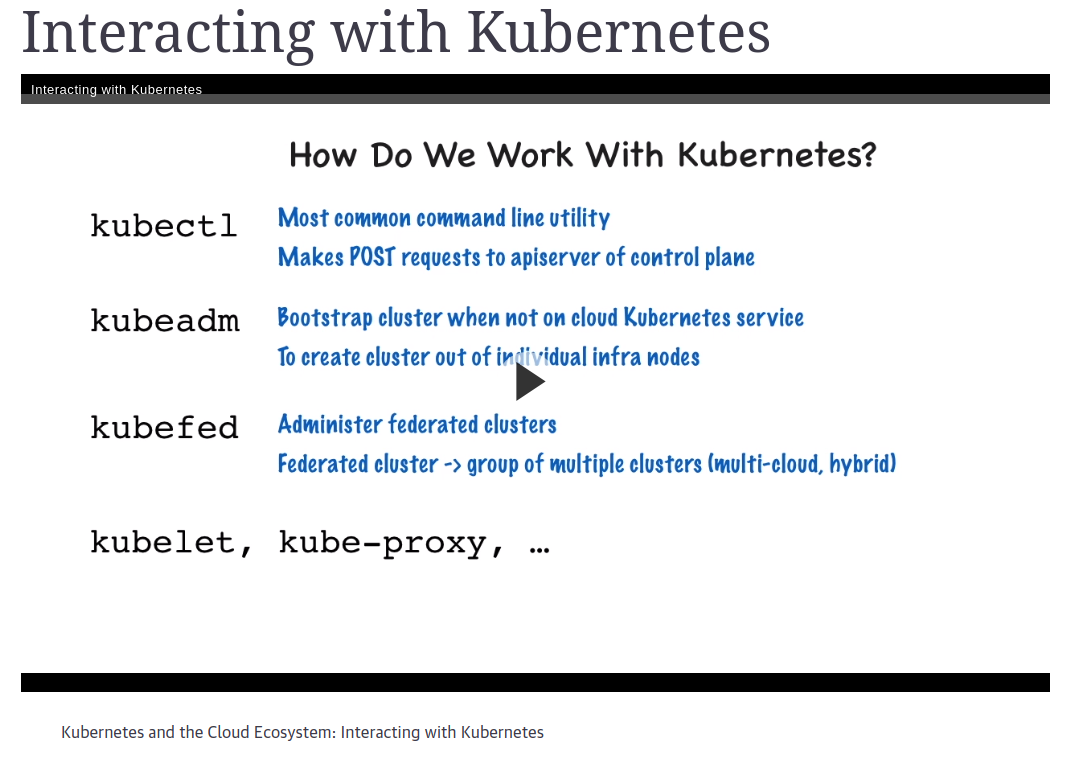 Interacting with Kubernetes
Interacting with Kubernetes
How Do We Work With Kubernetes?
kubectl
Most common command line utility
Makes POST requests to apiserver of control plane
kubeadm
Bootstrap cluster when not on cloud Kubernetes service
To create cluster out of individual infra nodes
kubefed
Administer federated clusters
Federated cluster -> group of multiple clusters (multi-cloud, hybrid)
kubelet, kube-proxy, …
Kubernetes and the Cloud Ecosystem: Interacting with Kubernetes